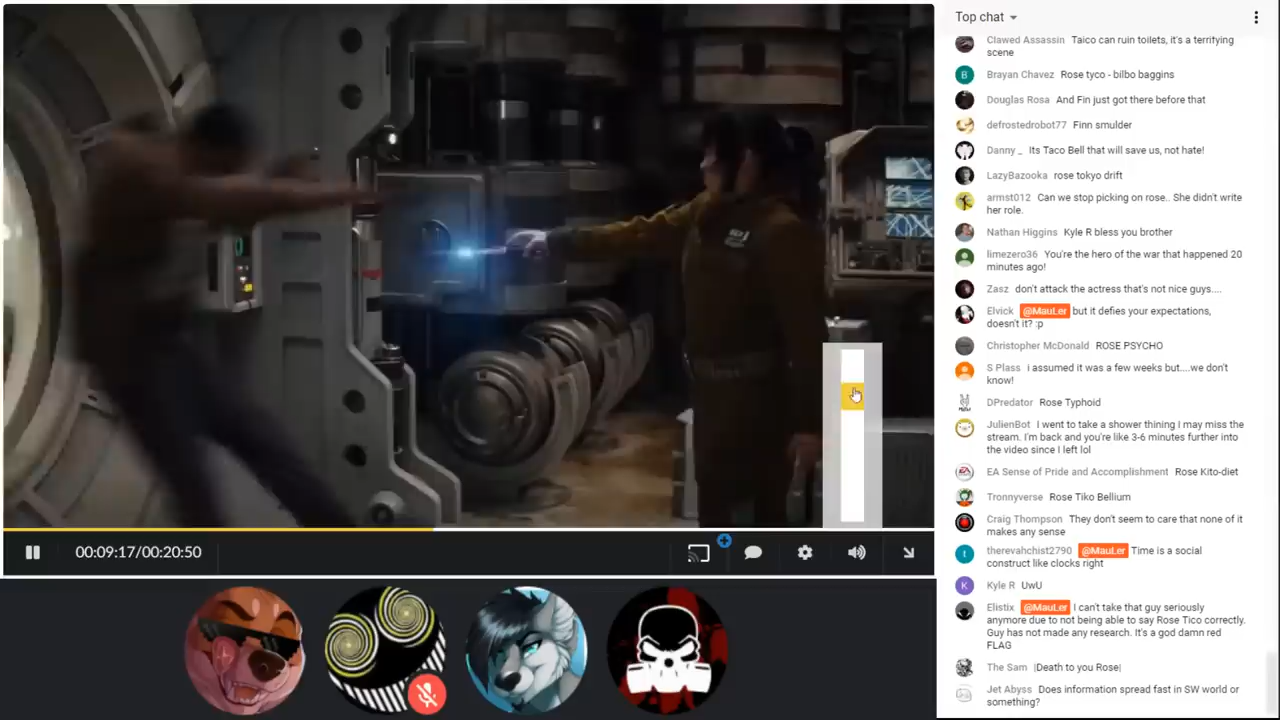 Top chat
Clawed Assassin Taico can ruin toilets, it's a terrifying
scene
B Brayan Chavez Rose tyco - bilbo baggins
Douglas Rosa And Fin just got there before that
defrostedrobot77 Finn smulder
Danny _ Its Taco Bell that will save us, not hate!
LazyBazooka rose tokyo drift
armst012 Can we stop picking on rose.. She didn't write
her role.
Nathan Higgins Kyle R bless you brother
limezero36 You're the hero of the war that happened 20
minutes ago!
Zasz don't attack the actress that's not nice guys....
Elvick @MauLer but it defies your expectations,
doesn't it? :p
Christopher McDonald ROSE PSYCHO
S Plass i assumed it was a few weeks but....we don't
know!
DPredator Rose Typhoid
JulienBot I went to take a shower thining I may miss the
stream. I'm back and you're like 3-6 minutes further into
the video since I left lol
EA Sense of Pride and Accomplishment Rose Kito-diet
Tronnyverse Rose Tiko Bellium
Craig Thompson They don't seem to care that none of it
makes any sense
t therevahchist2790 @MauLer Time is a social
construct like clocks right
K Kyle R UwU
Elistix @MauLer I can't take that guy seriously
anymore due to not being able to say Rose Tico correctly.
Guy has not made any research. It's a god damn red
FLAG
The Sam |Death to you Rose|
Jet Abyss Does information spread fast in SW world or
something?
00:09:17/00:20:50